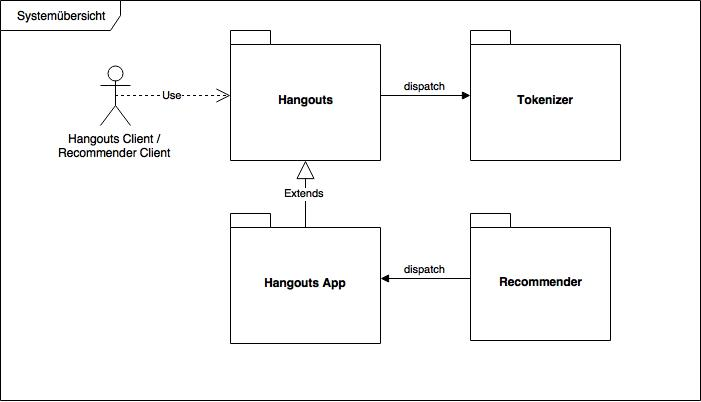 Systemübersicht
Hangouts
dispatch
Tokenizer
Use
Hangouts Client /
Recommender Client
Extends
Hangouts App
dispatch
Recommender